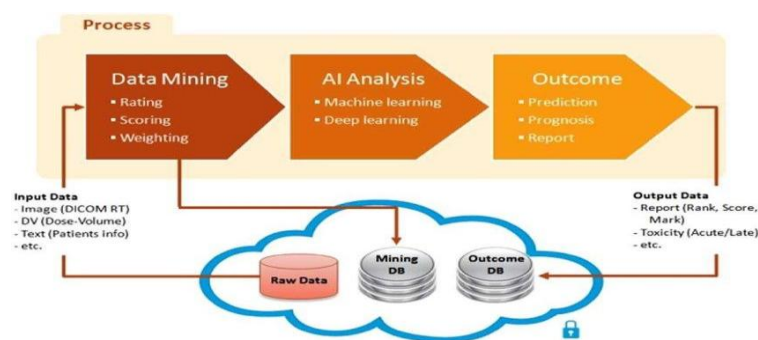 Process
Data Mining
▪ Rating
▪ Scoring
▪ Weighting
AI Analysis
▪ Machine learning
▪ Deep learning
Outcome
▪ Prediction
▪ Prognosis
▪ Report
Input Data
- Image (DICOM RT)
- DV (Dose-Volume)
- Text (Patients info)
- etc.
Output Data
- Report (Rank, Score,
Mark)
- Toxicity (Acute/Late)
- etc.
Raw Data
Mining
DB
Outcome
DB